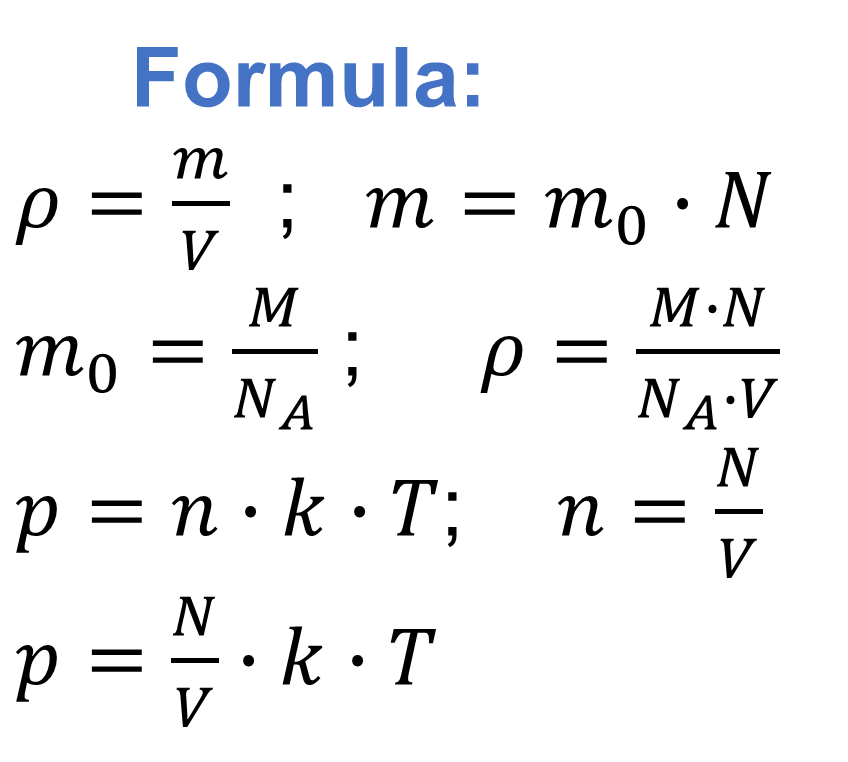 Formula:
ρ = m/V ; m = m₀ · N
m₀ = M/N_A ; ρ = M·N/N_A·V
p = n · k · T; n = N/V
p = N/V · k · T